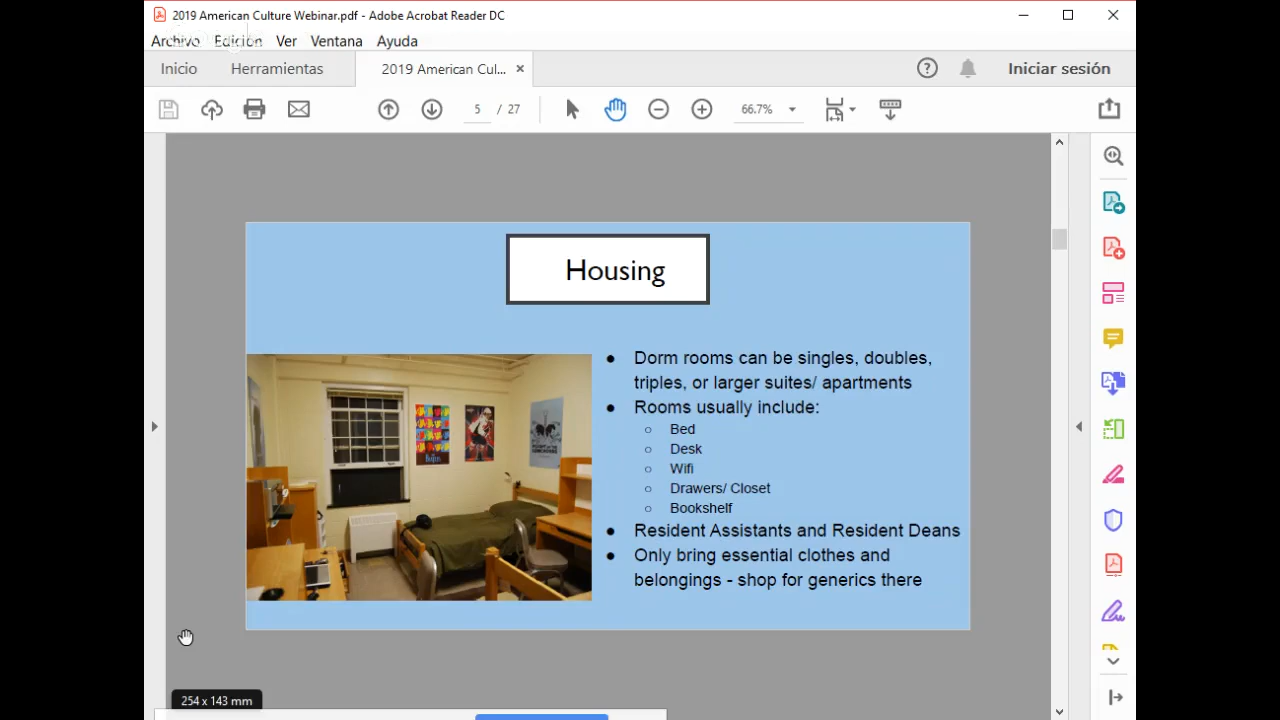 2019 American Culture Webinar.pdf - Adobe Acrobat Reader DC
Archivo Edición Ver Ventana Ayuda
Inicio Herramientas 2019 American Cul... Iniciar sesión
5 / 27 66.7%
Housing
● Dorm rooms can be singles, doubles,
triples, or larger suites/ apartments
● Rooms usually include:
○ Bed
○ Desk
○ Wifi
○ Drawers/ Closet
○ Bookshelf
● Resident Assistants and Resident Deans
● Only bring essential clothes and
belongings - shop for generics there
254 x 143 mm